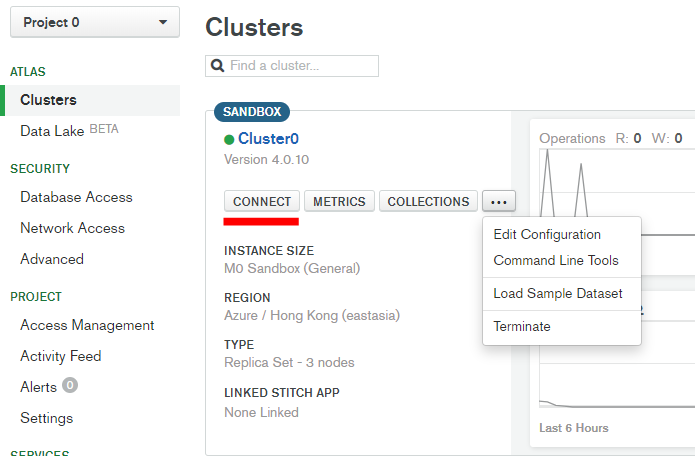 Project 0
ATLAS
Clusters
Data Lake BETA
SECURITY
Database Access
Network Access
Advanced
PROJECT
Access Management
Activity Feed
Alerts 0
Settings
SERVICES
Clusters
Find a cluster...
SANDBOX
Cluster0
Version 4.0.10
CONNECT
METRICS
COLLECTIONS
...
INSTANCE SIZE
M0 Sandbox (General)
REGION
Azure / Hong Kong (eastasia)
TYPE
Replica Set - 3 nodes
LINKED STITCH APP
None Linked
Edit Configuration
Command Line Tools
Load Sample Dataset
Terminate
Operations R: 0 W: 0
Last 6 Hours